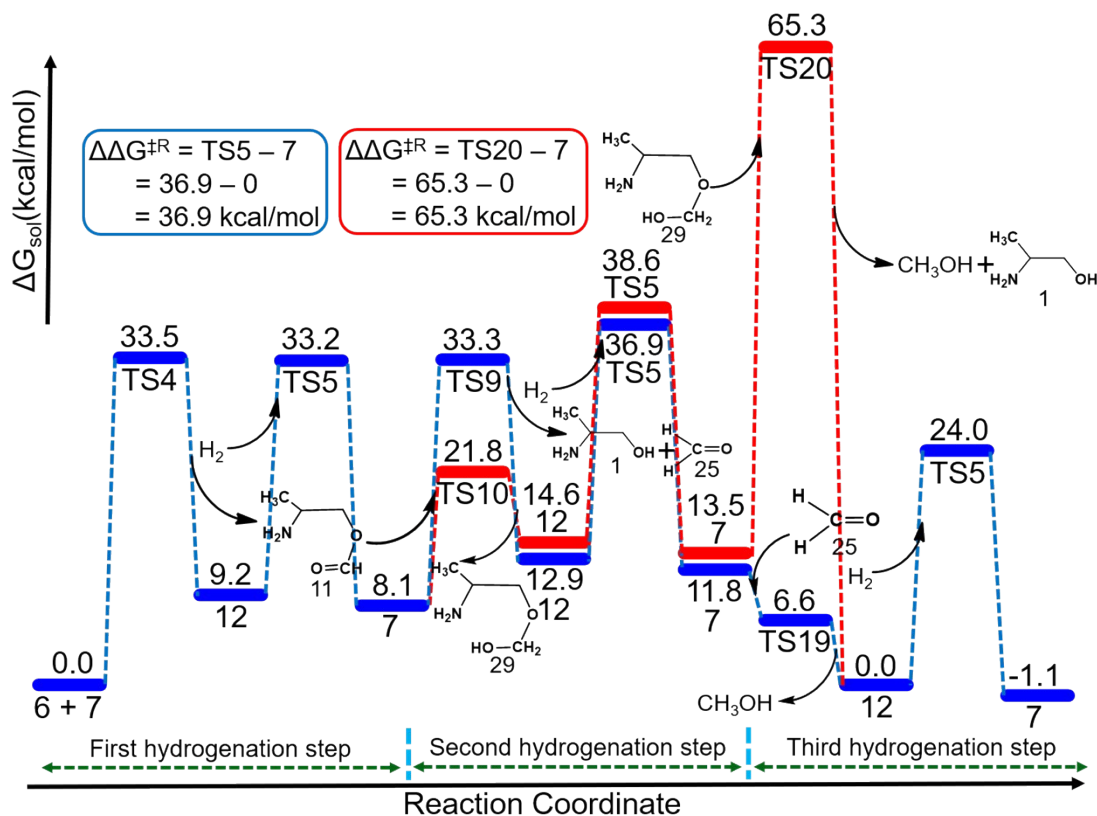 65.3
TS20
ΔG_sol(kcal/mol)
ΔΔG‡R = TS5 – 7
= 36.9 – 0
= 36.9 kcal/mol
ΔΔG‡R = TS20 – 7
= 65.3 – 0
= 65.3 kcal/mol
H₃C
H₂N
O
HO—CH₂
29
CH₃OH
+
H₃C
H₂N
OH
1
38.6
TS5
36.9
TS5
33.5
TS4
33.2
TS5
33.3
TS9
H₂
H₂
H₃C
H₂N
OH
1
+
H
H
C=O
25
21.8
TS10
24.0
TS5
H₃C
H₂N
O
O=CH
11
14.6
12
12.9
12
H₃C
H₂N
O
HO—CH₂
29
13.5
7
11.8
7
H
H
C=O
25
H₂
9.2
12
8.1
7
6.6
TS19
CH₃OH
0.0
6 + 7
0.0
12
-1.1
7
First hydrogenation step
Second hydrogenation step
Third hydrogenation step
Reaction Coordinate